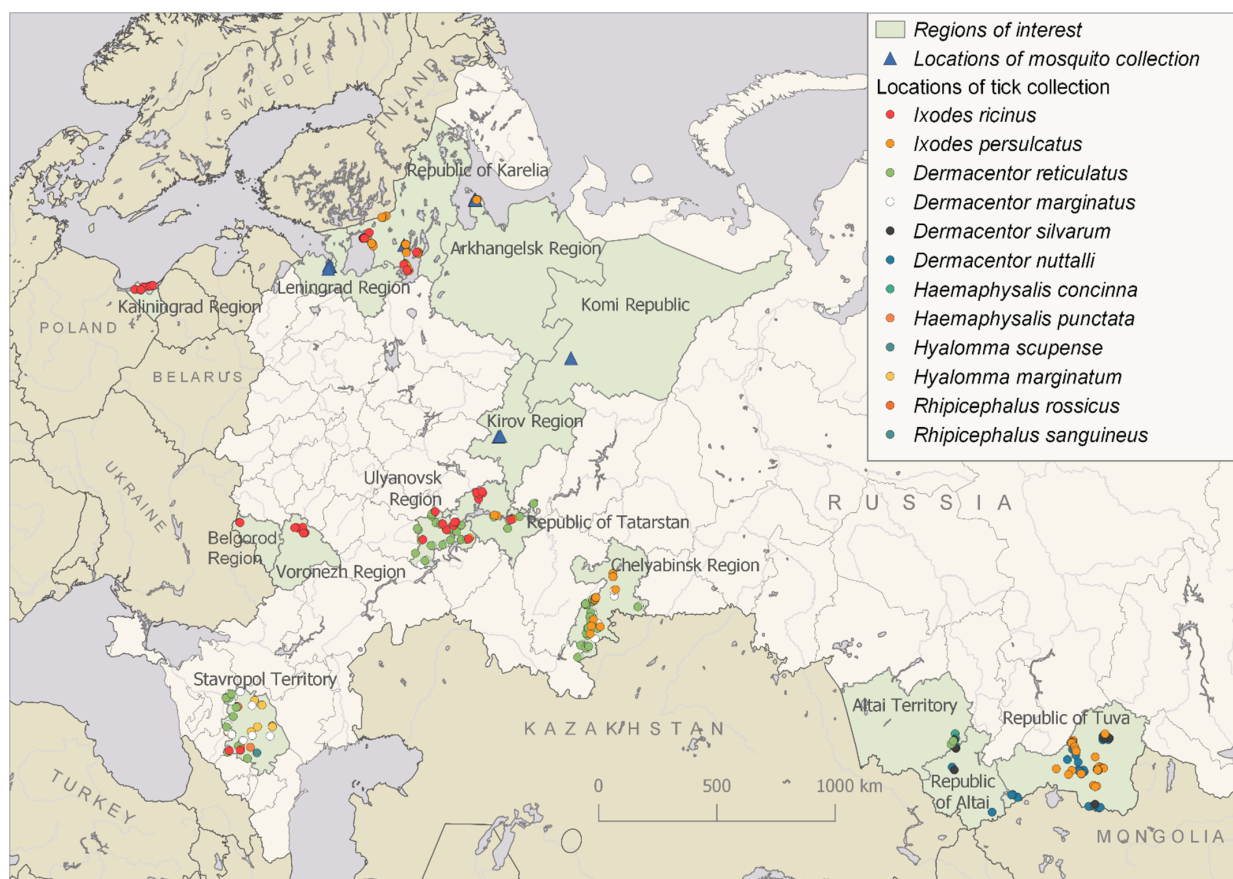 Regions of interest
Locations of mosquito collection
Locations of tick collection
Ixodes ricinus
Ixodes persulcatus
Dermacentor reticulatus
Dermacentor marginatus
Dermacentor silvarum
Dermacentor nuttalli
Haemaphysalis concinna
Haemaphysalis punctata
Hyalomma scupense
Hyalomma marginatum
Rhipicephalus rossicus
Rhipicephalus sanguineus
SWEDEN
FINLAND
Republic of Karelia
Arkhangelsk Region
Leningrad Region
Komi Republic
Kaliningrad Region
POLAND
BELARUS
Kirov Region
UKRAINE
Ulyanovsk
Region
RUSSIA
Republic of Tatarstan
Belgorod
Region
Voronezh Region
Chelyabinsk Region
Stavropol Territory
KAZAKHSTAN
Altai Territory
Republic of Tuva
Republic
of Altai
TURKEY
0 500 1000 km
MONGOLIA